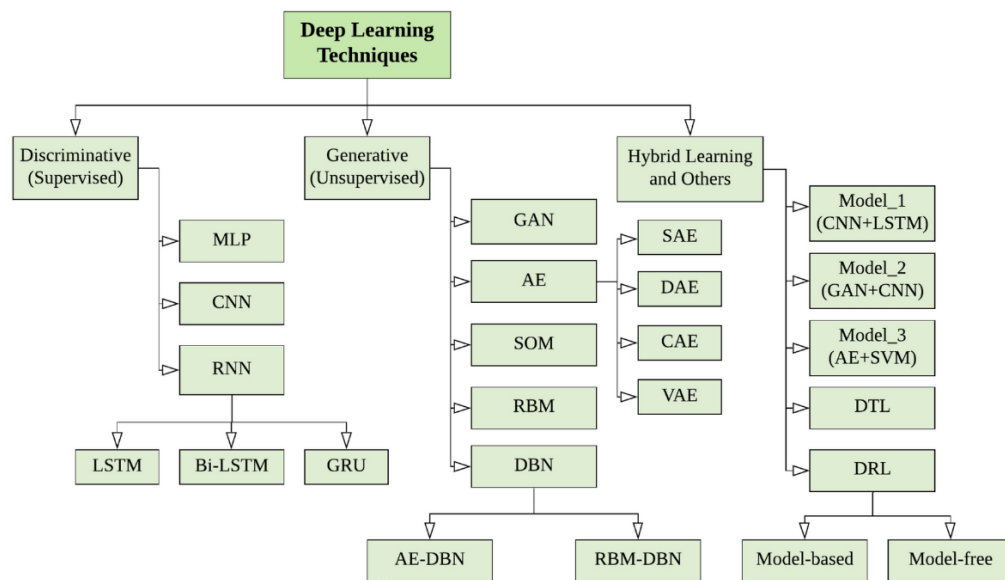 Deep Learning
Techniques
Discriminative
(Supervised)
MLP
CNN
RNN
LSTM
Bi-LSTM
GRU
Generative
(Unsupervised)
GAN
AE
SOM
RBM
DBN
SAE
DAE
CAE
VAE
AE-DBN
RBM-DBN
Hybrid Learning
and Others
Model_1
(CNN+LSTM)
Model_2
(GAN+CNN)
Model_3
(AE+SVM)
DTL
DRL
Model-based
Model-free